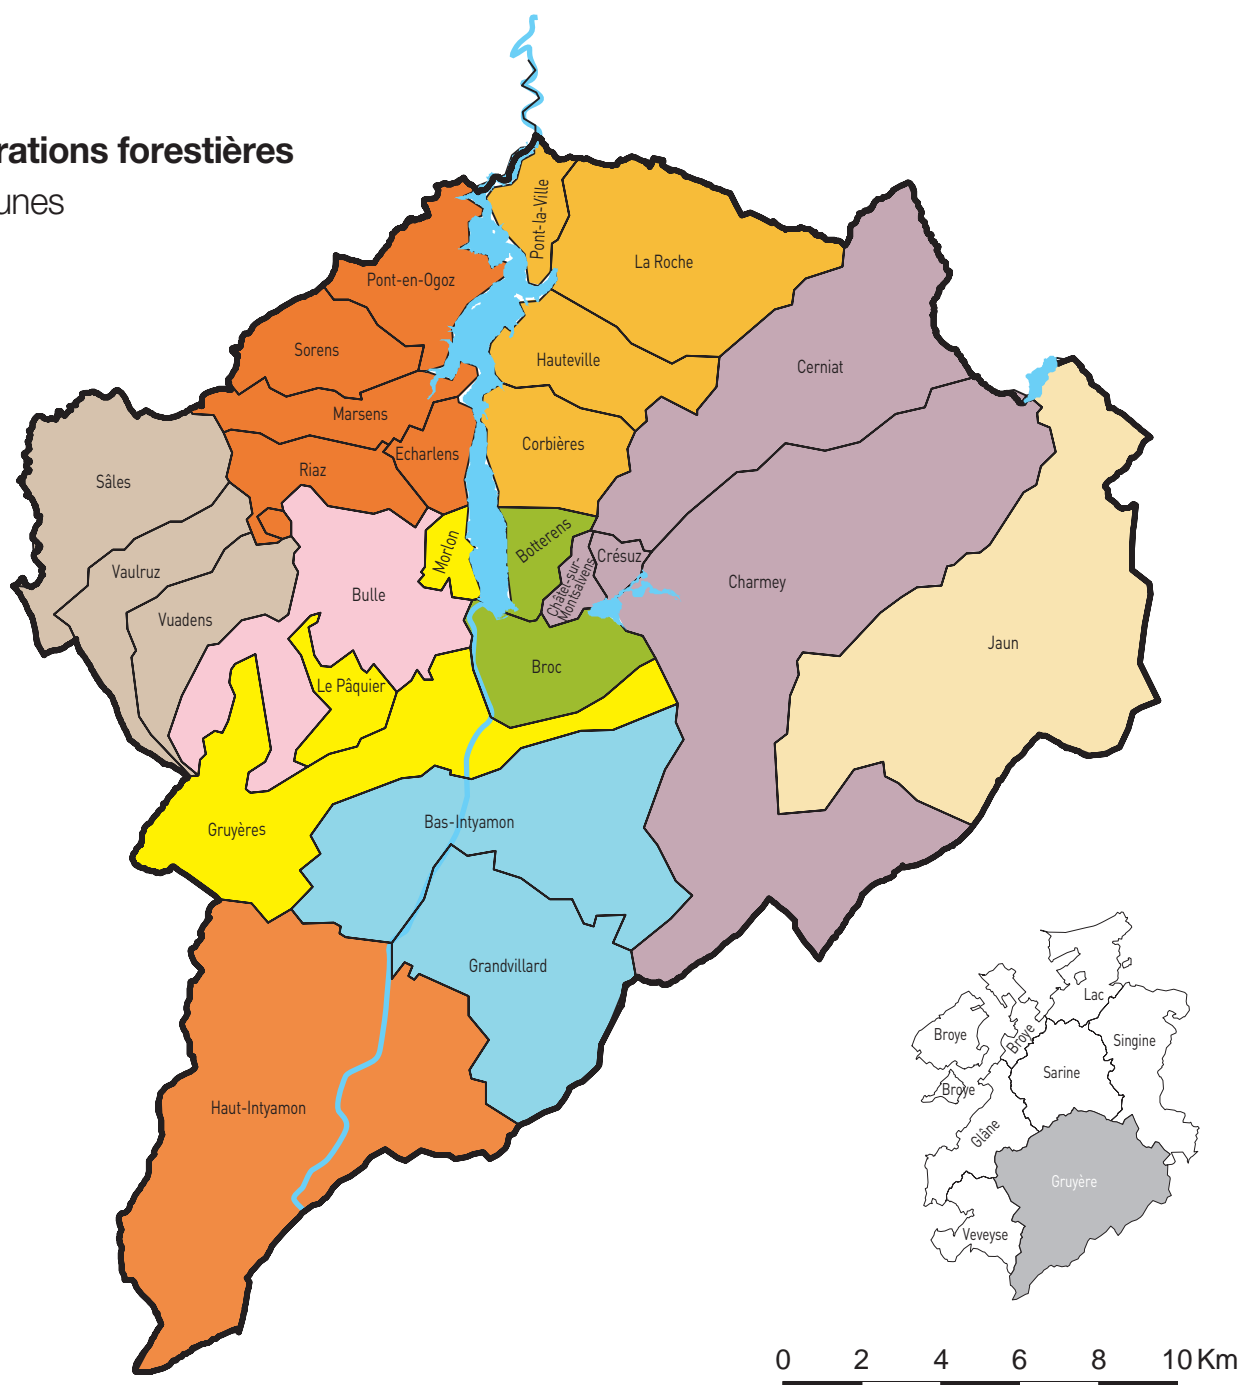 rations forestières
unes
Pont-la-Ville
La Roche
Pont-en-Ogoz
Sorens
Hauteville
Cerniat
Marsens
Echarlens
Corbières
Riaz
Sâles
Botterens
Morlon
Crésuz
Châtel-sur-
Montsalvens
Vaulruz
Bulle
Charmey
Vuadens
Jaun
Broc
Le Pâquier
Gruyères
Bas-Intyamon
Grandvillard
Haut-Intyamon
Lac
Broye
Broye
Singine
Sarine
Broye
Glâne
Gruyère
Veveyse
0 2 4 6 8 10 Km